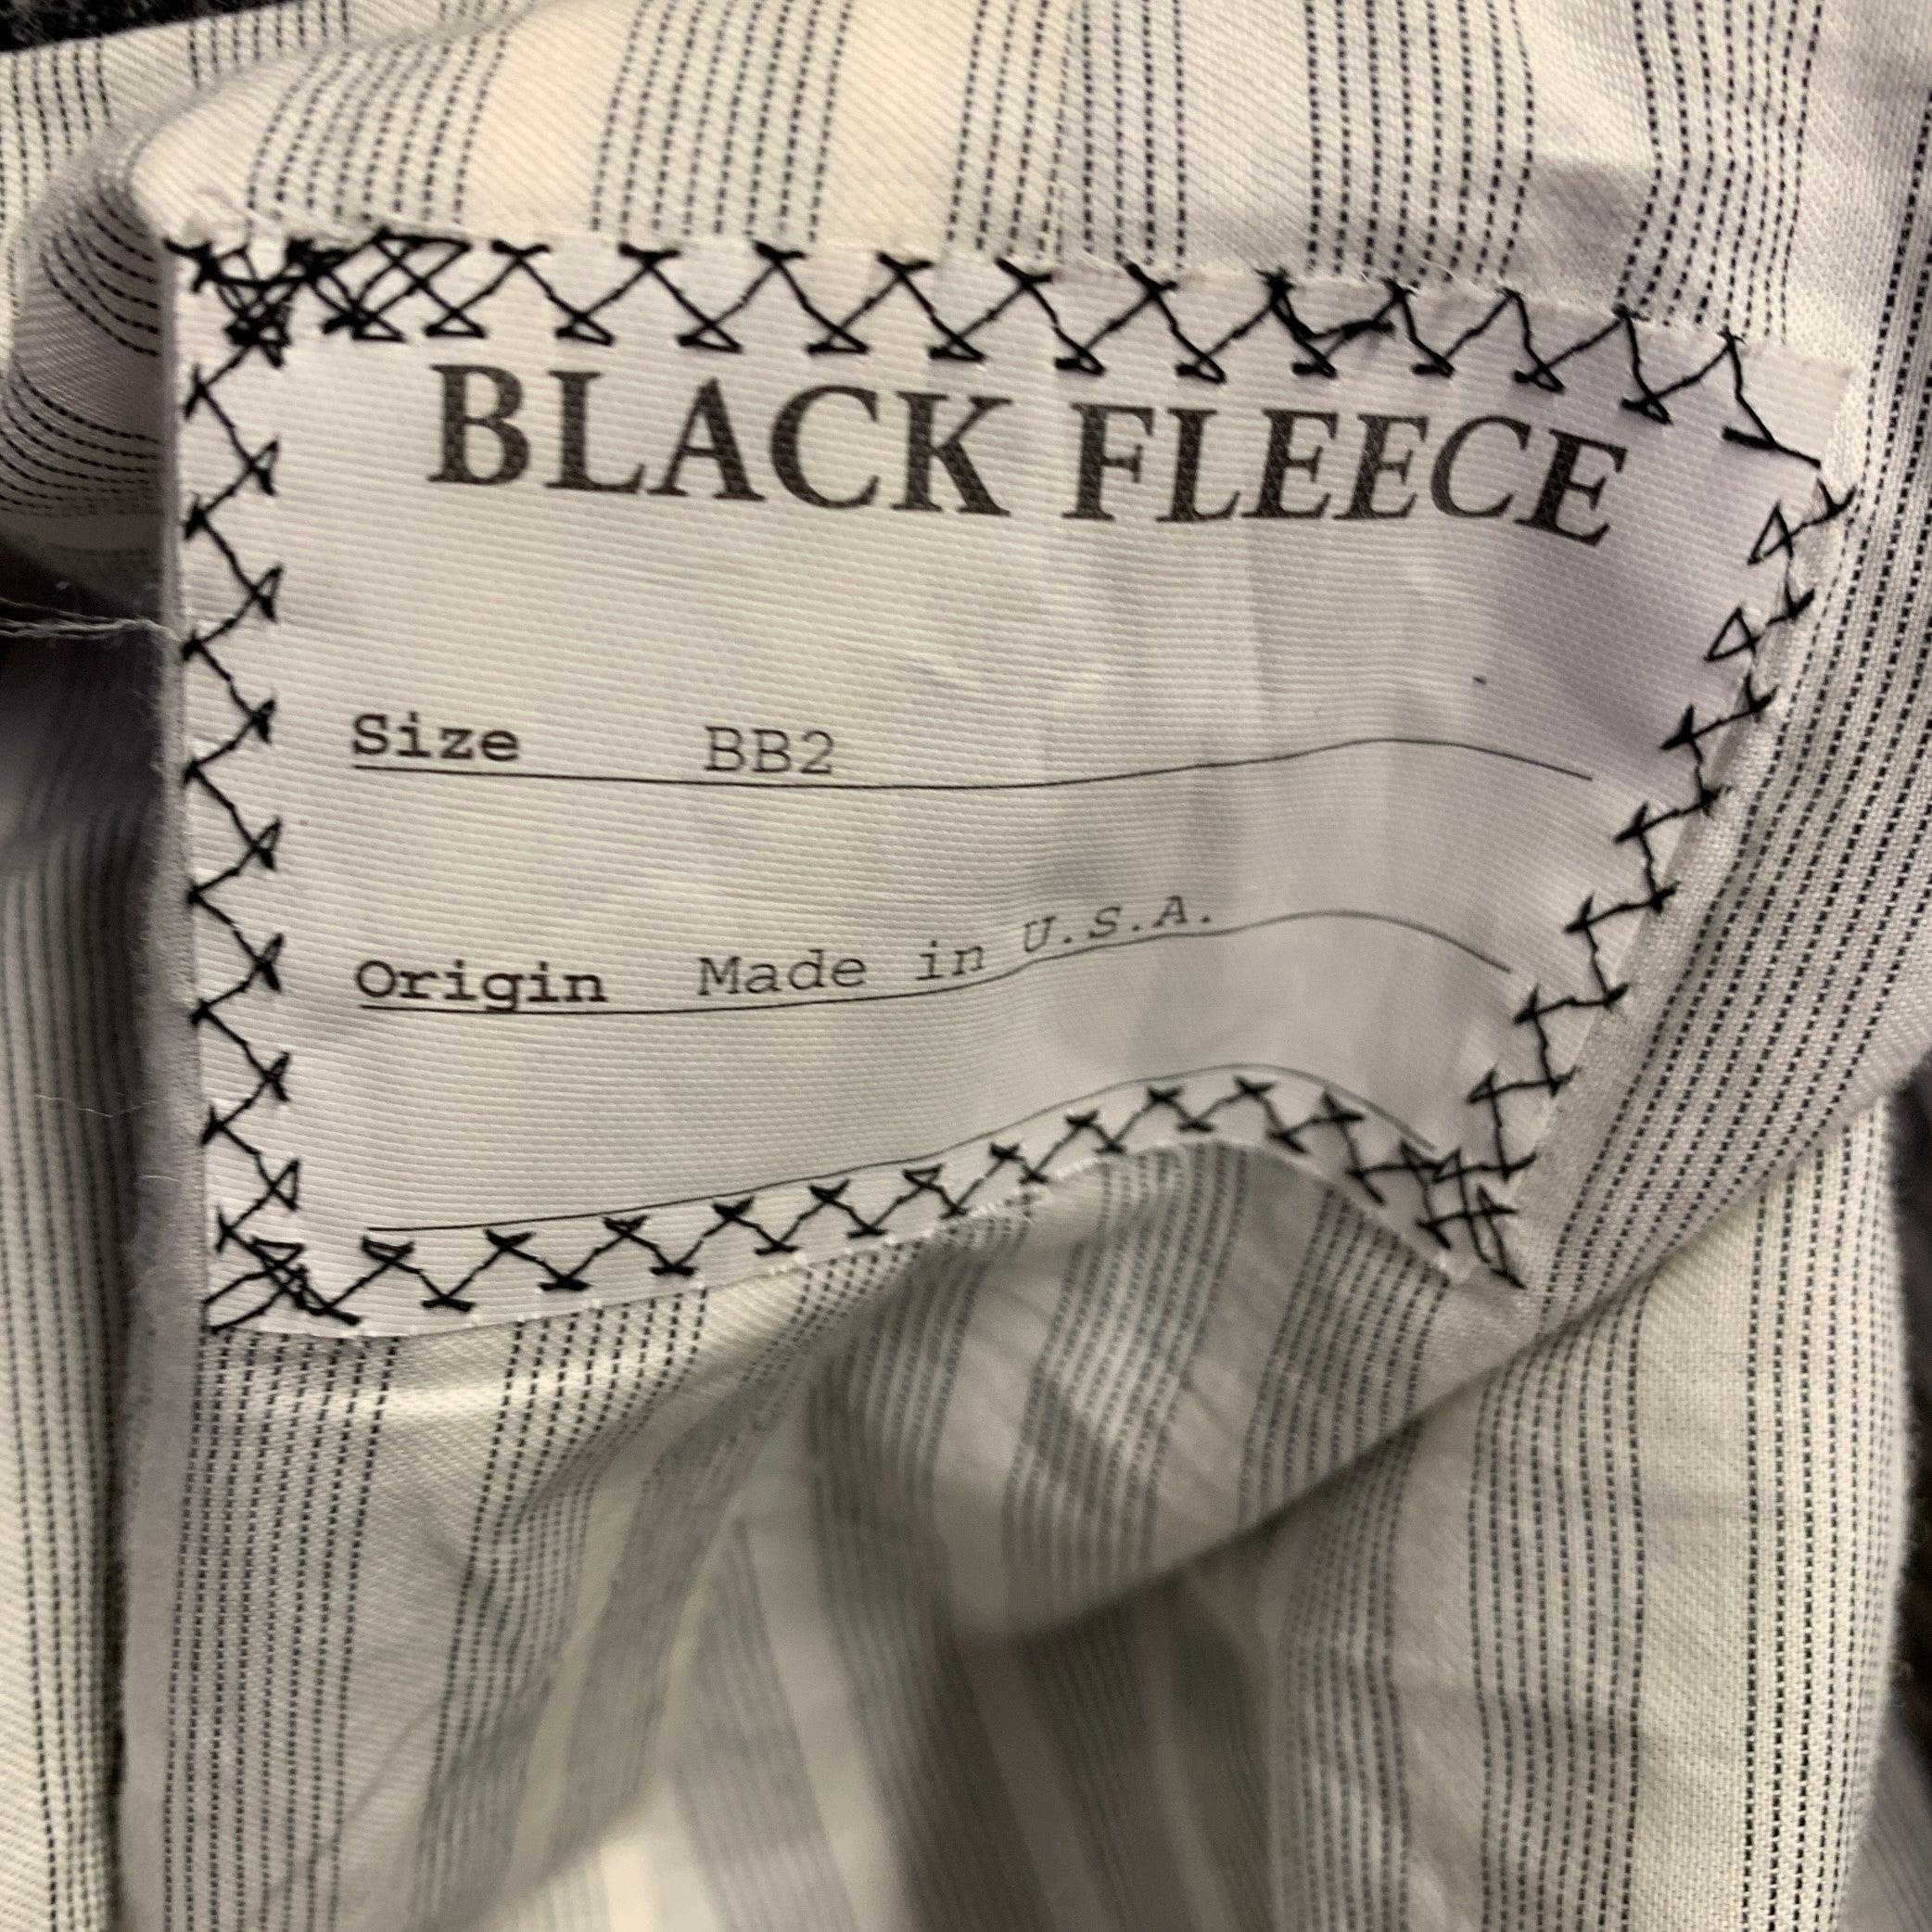 BLACK FLEECE
Size BB2
Origin Made in U.S.A.